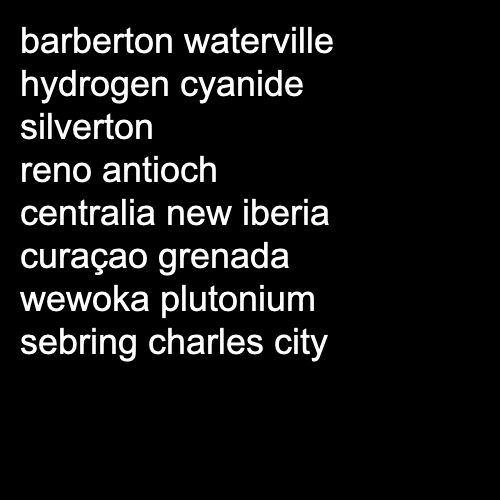 barberton waterville
hydrogen cyanide
silverton
reno antioch
centralia new iberia
curaçao grenada
wewoka plutonium
sebring charles city